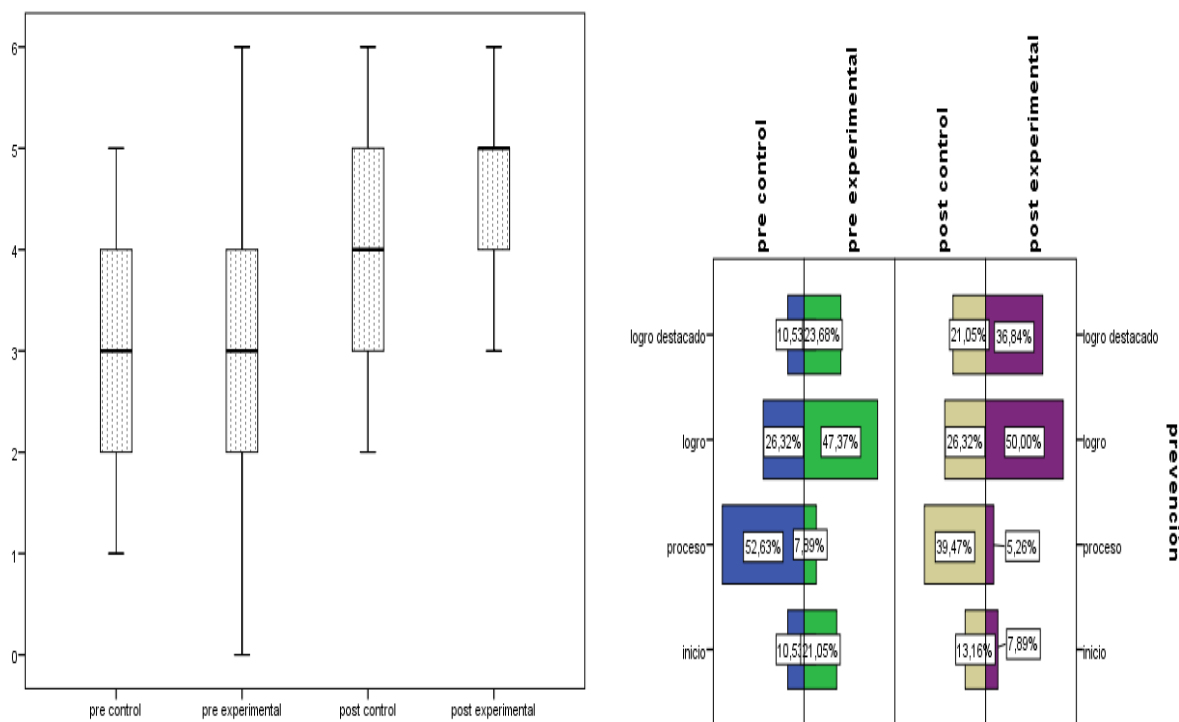 6
5
4
3
2
1
0
pre control
pre experimental
post control
post experimental
pre control
pre experimental
post control
post experimental
logro destacado
10,53
23,68%
21,05%
36,84%
logro destacado
logro
26,32%
47,37%
26,32%
50,00%
logro
proceso
52,63%
7,89%
39,47%
5,26%
proceso
inicio
10,53
21,05%
13,16%
7,89%
inicio
prevención